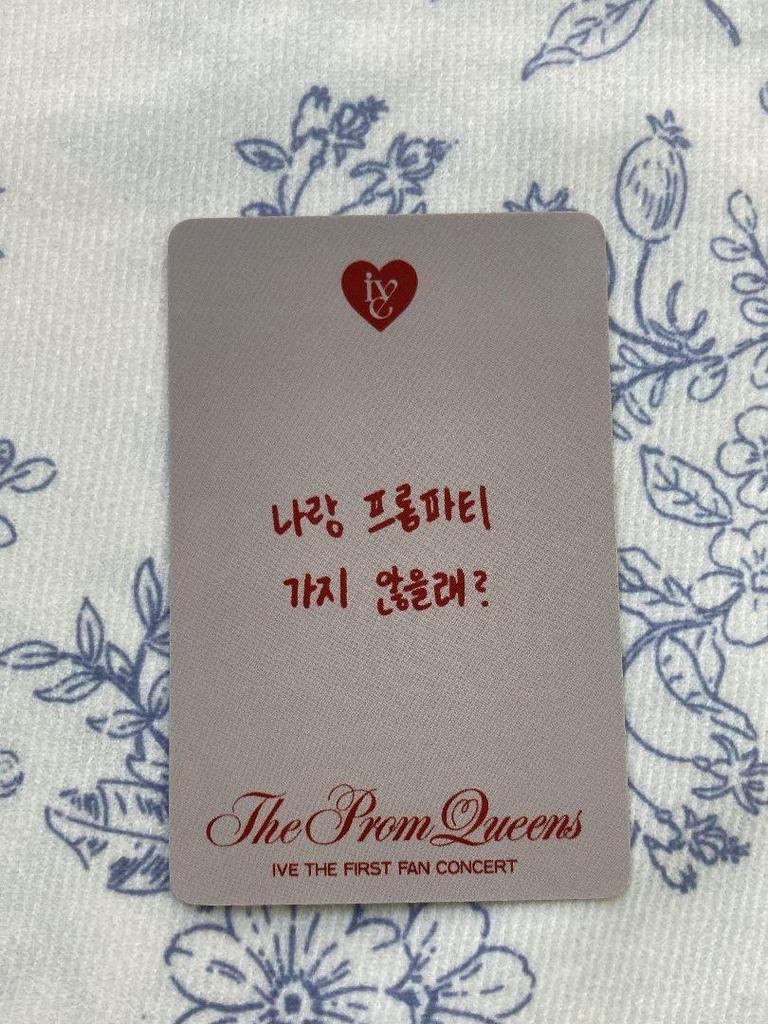 ive
나랑 프롬파티
가지 않을래?
The Prom Queens
IVE THE FIRST FAN CONCERT